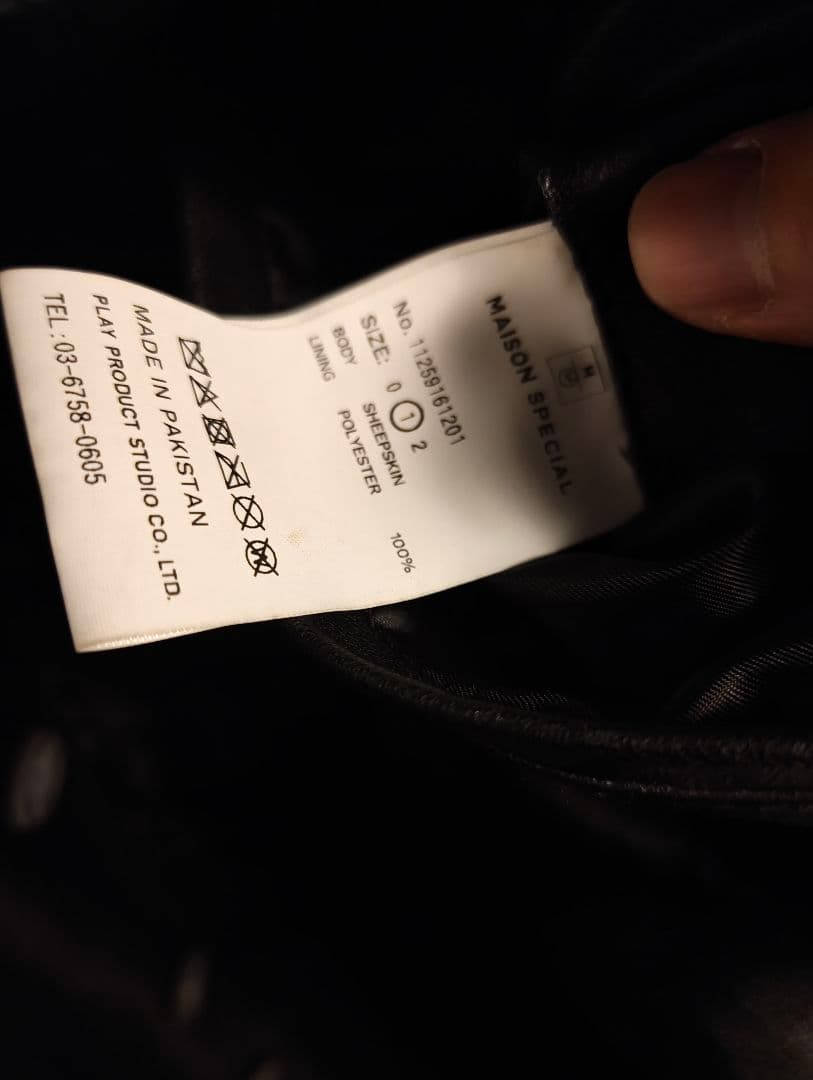 M
MAISON SPECIAL
No. 11259161201
SIZE: 0 1 2
BODY SHEEPSKIN
LINING POLYESTER 100%
MADE IN PAKISTAN
PLAY PRODUCT STUDIO CO., LTD.
TEL : 03-6758-0605